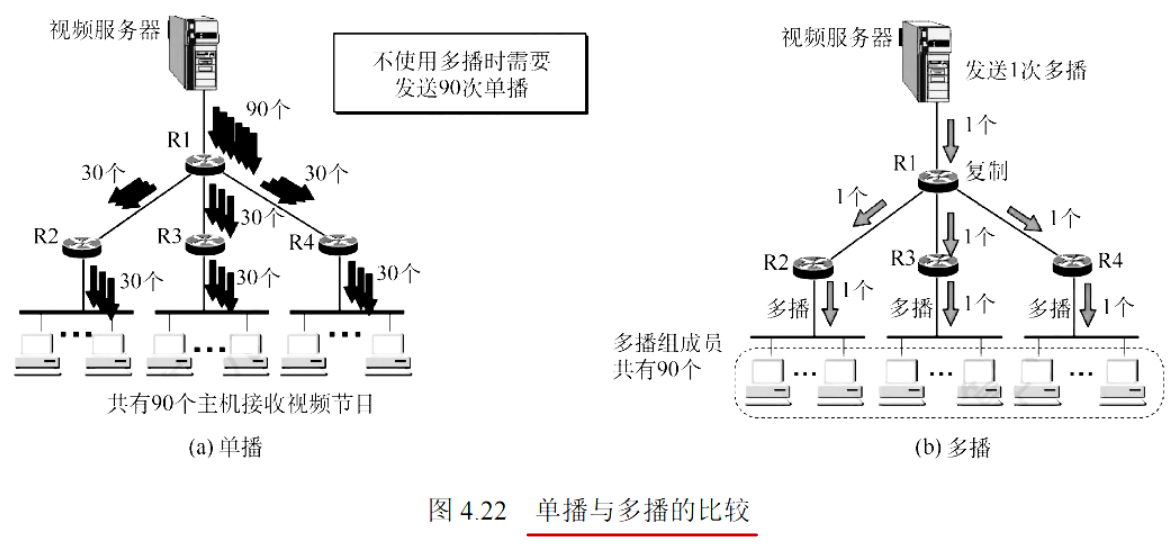 视频服务器
不使用多播时需要
发送90次单播
90个
R1
30个
30个
30个
R2
R3
R4
30个
30个
30个
共有90个主机接收视频节目
(a) 单播
视频服务器
发送1次多播
1个
R1
复制
1个
1个
1个
R2
R3
R4
多播
1个
多播
1个
多播
1个
多播组成员
共有90个
(b) 多播
图 4.22 单播与多播的比较